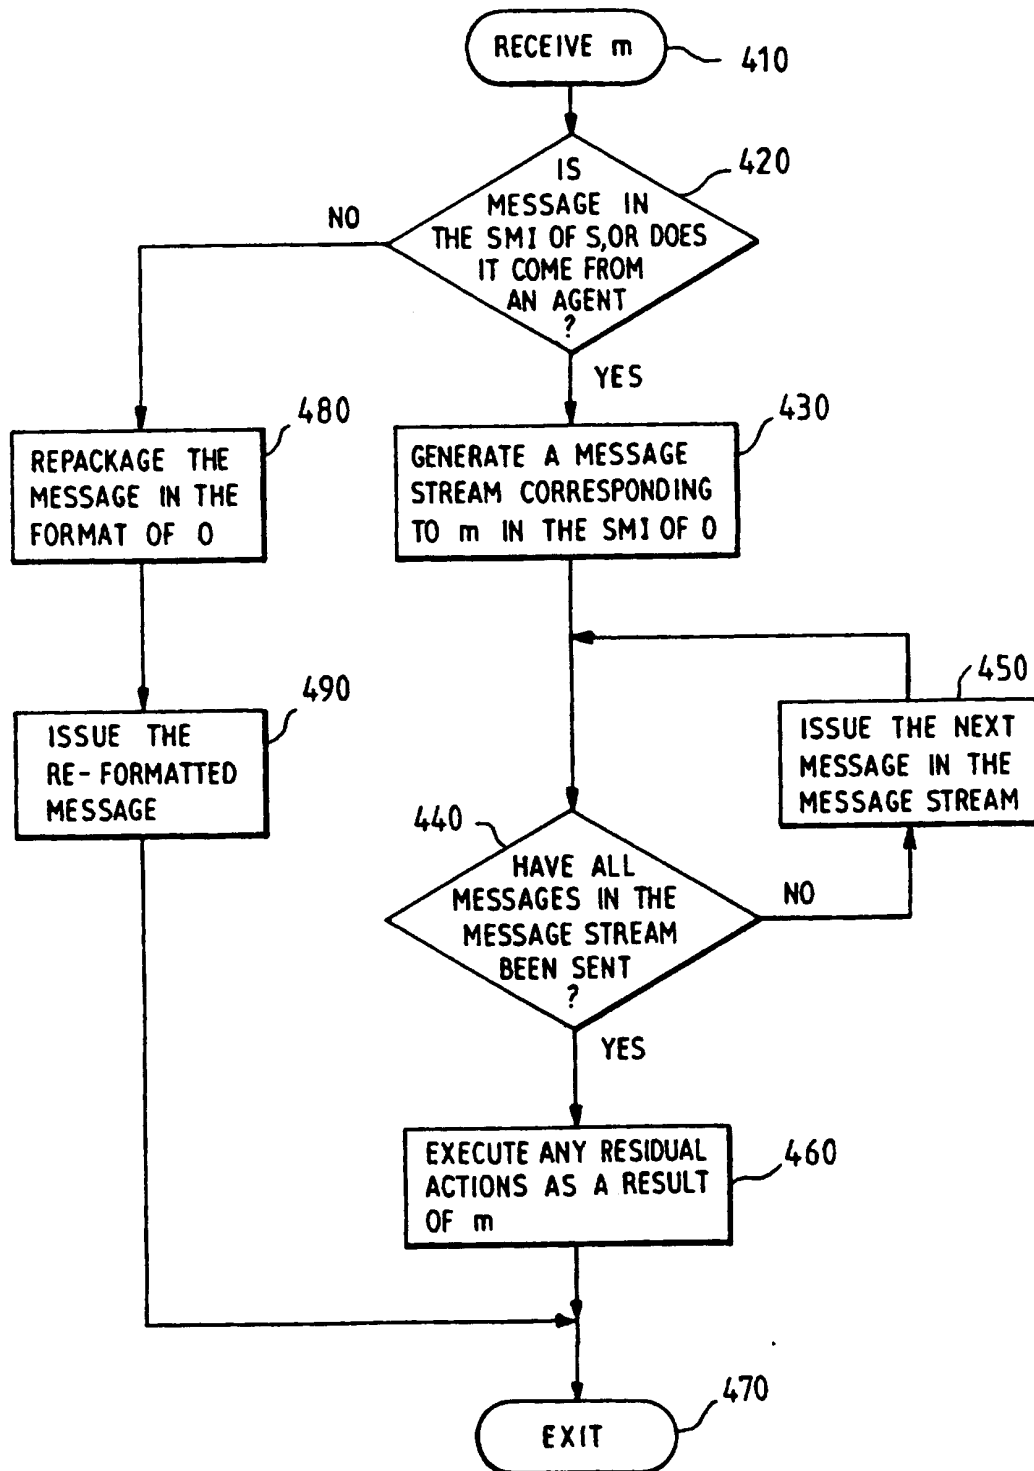 RECEIVE m
410
420
IS
MESSAGE IN
THE SMI OF S,OR DOES
IT COME FROM
AN AGENT
?
NO
YES
480
REPACKAGE THE
MESSAGE IN THE
FORMAT OF O
430
GENERATE A MESSAGE
STREAM CORRESPONDING
TO m IN THE SMI OF O
490
ISSUE THE
RE-FORMATTED
MESSAGE
450
ISSUE THE NEXT
MESSAGE IN THE
MESSAGE STREAM
440
HAVE ALL
MESSAGES IN THE
MESSAGE STREAM
BEEN SENT
?
NO
YES
460
EXECUTE ANY RESIDUAL
ACTIONS AS A RESULT
OF m
470
EXIT